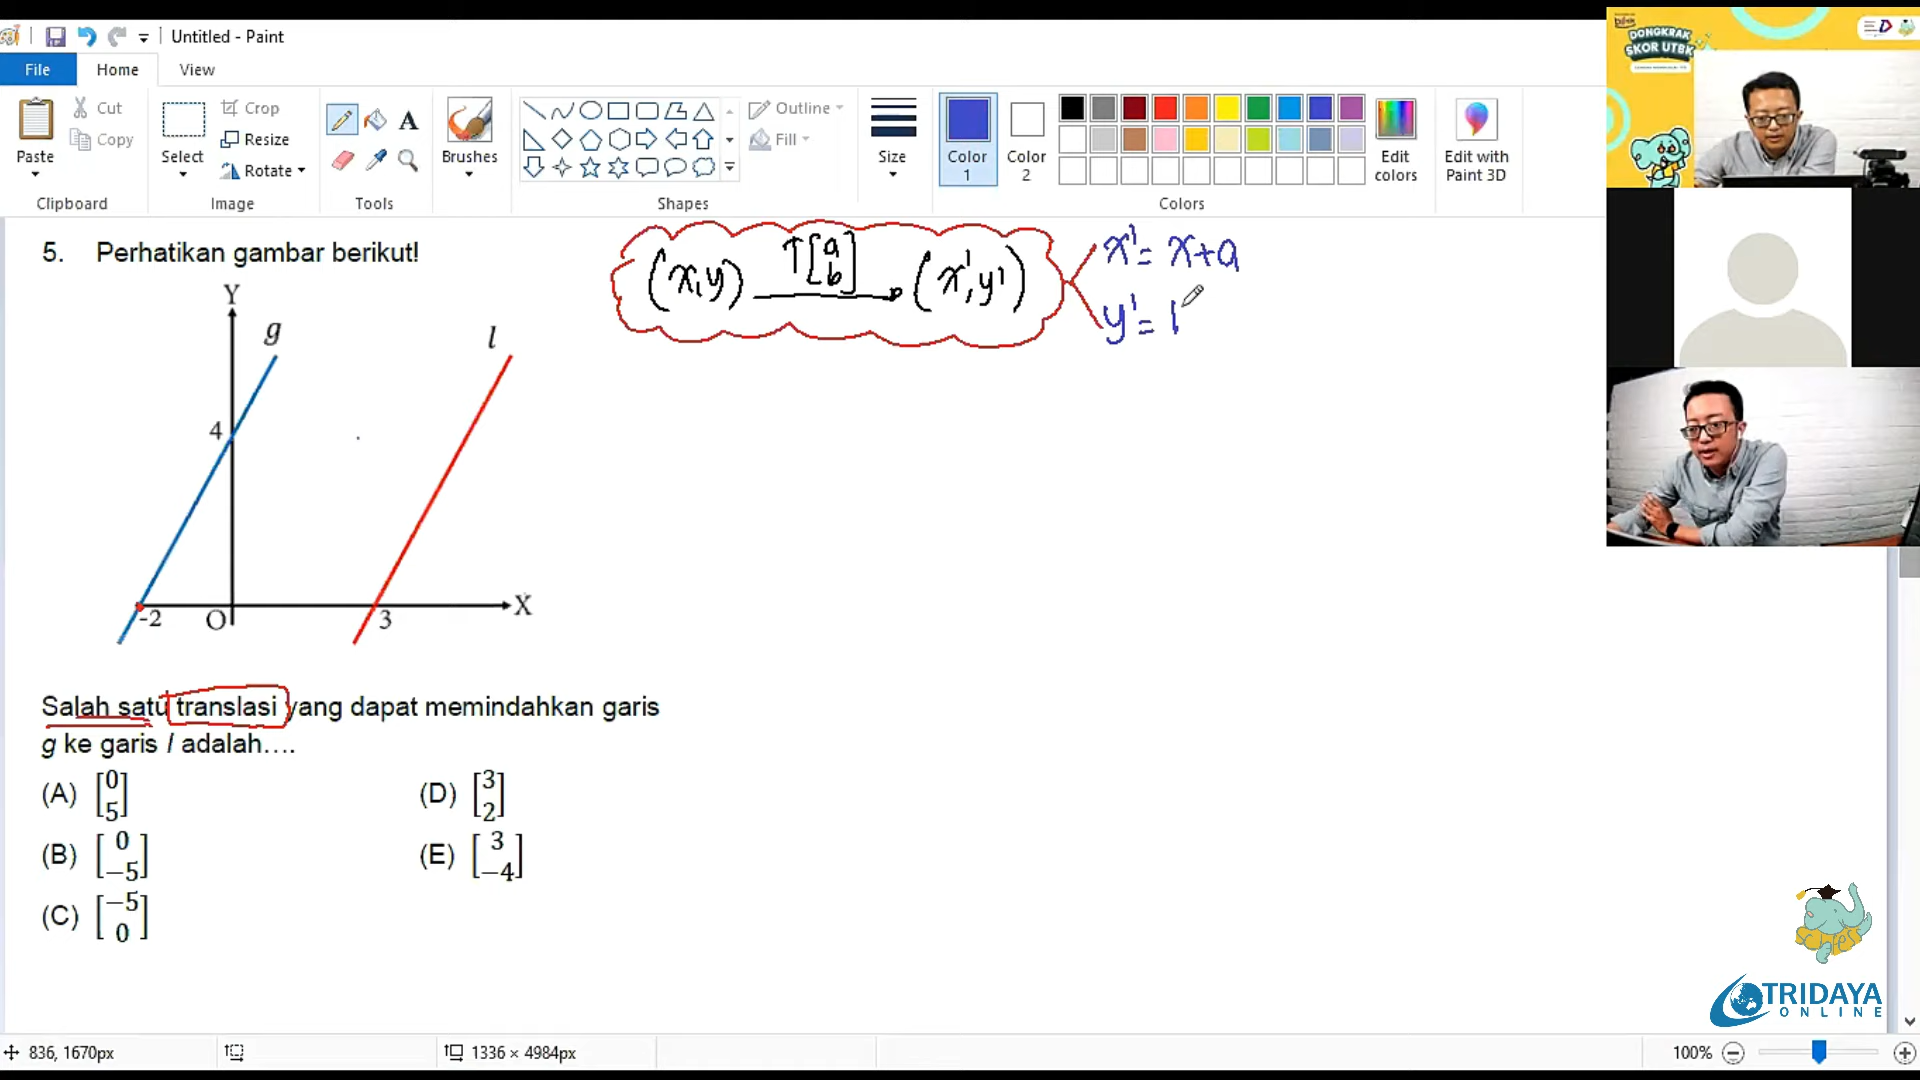 Untitled - Paint
File
Home
View
Paste
Cut
Copy
Clipboard
Select
Crop
Resize
Rotate
Image
A
Tools
Brushes
Shapes
Outline
Fill
Size
Color
1
Color
2
Edit
colors
Colors
Edit with
Paint 3D
DONGKRAK
SKOR UTBK
5. Perhatikan gambar berikut!
(x,y) T[a b] (x',y')
x' = x+a
y' =
Y
g
l
4
-2
O
3
X
Salah satu translasi yang dapat memindahkan garis
g ke garis l adalah....
(A) [0 5]
(D) [3 2]
(B) [0 −5]
(E) [3 −4]
(C) [−5 0]
TRIDAYA
ONLINE
836, 1670px
1336 × 4984px
100%